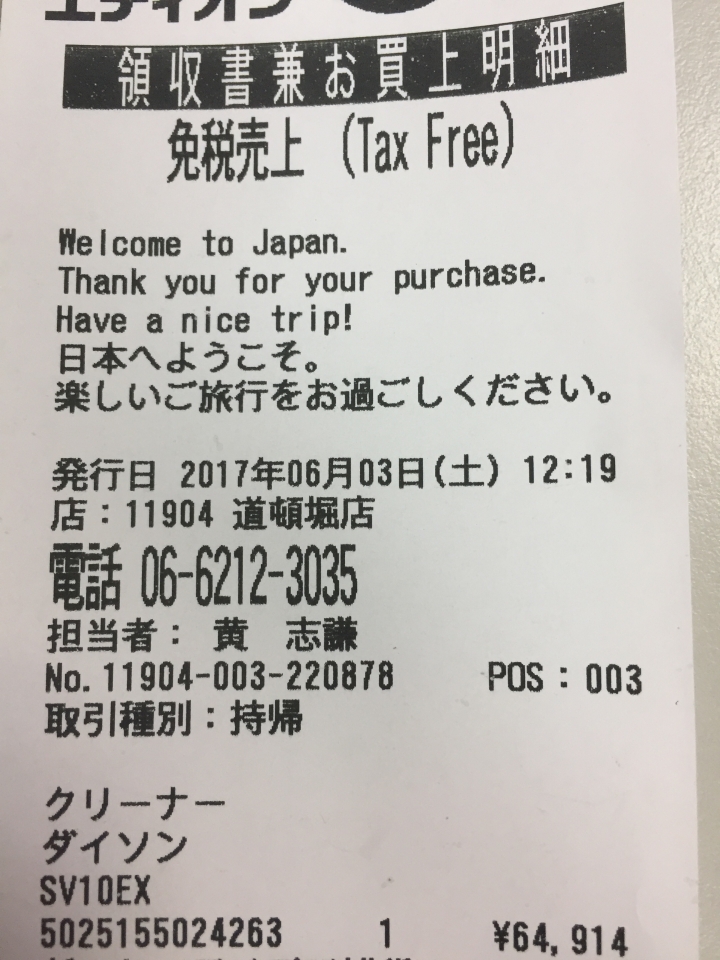 エディオン
領収書兼お買上明細
免税売上 (Tax Free)
Welcome to Japan.
Thank you for your purchase.
Have a nice trip!
日本へようこそ。
楽しいご旅行をお過ごしください。
発行日 2017年06月03日(土) 12:19
店：11904 道頓堀店
電話 06-6212-3035
担当者： 黄 志謙
No.11904-003-220878 POS：003
取引種別：持帰
クリーナー
ダイソン
SV10EX
5025155024263 1 ¥64,914